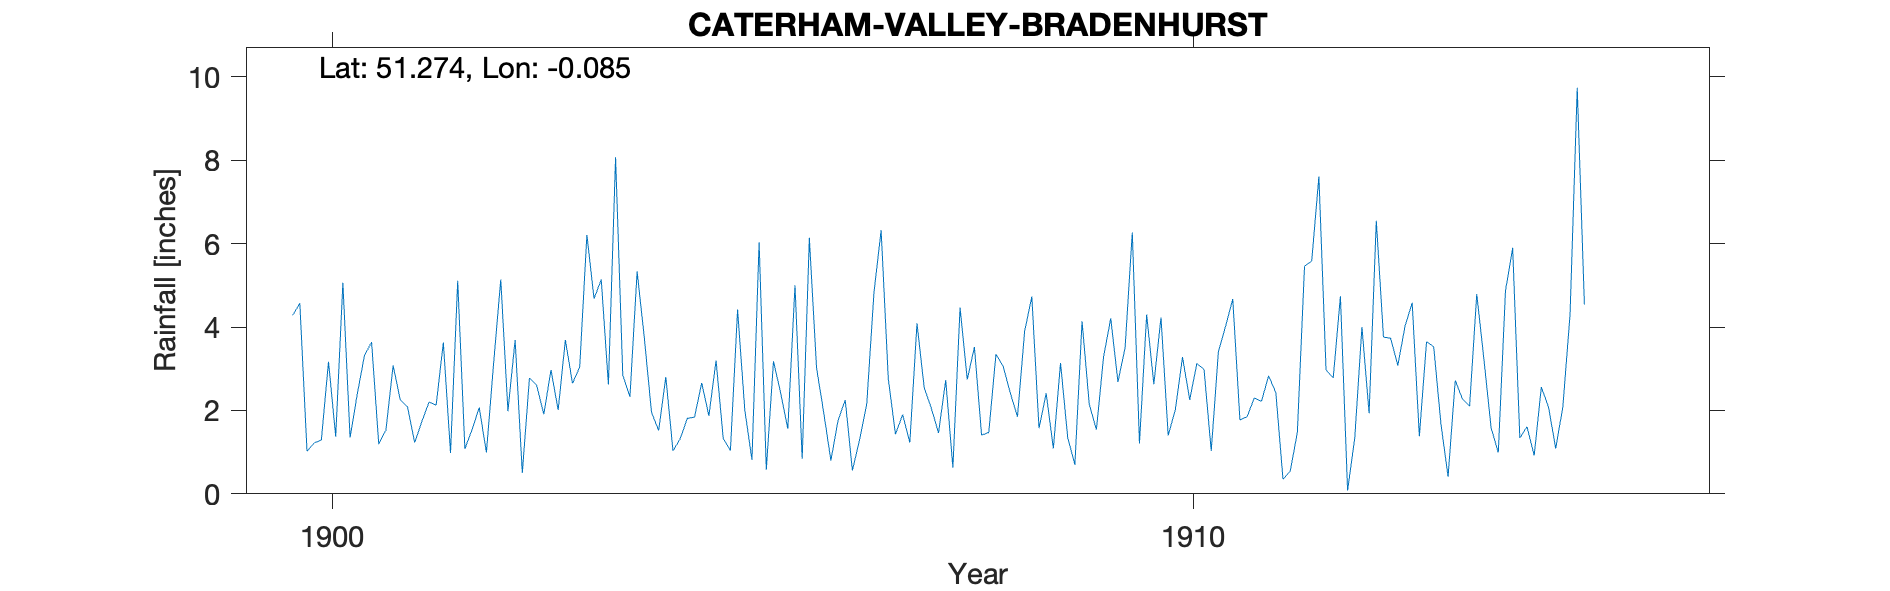 CATERHAM-VALLEY-BRADENHURST
Lat: 51.274, Lon: -0.085
10
8
6
4
2
0
Rainfall [inches]
1900 1910
Year